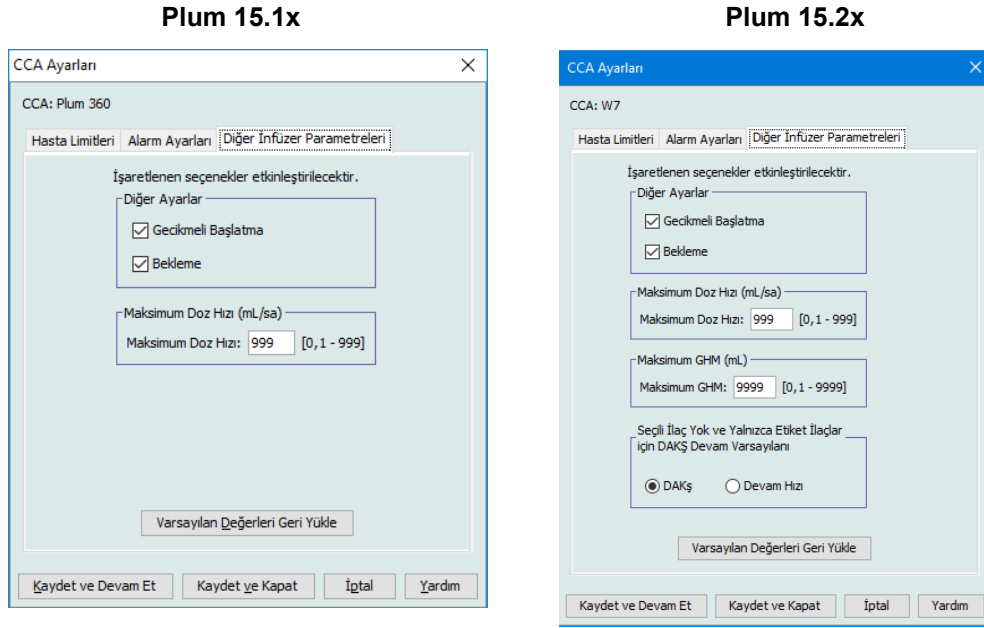 Plum 15.1x
CCA Ayarları
CCA: Plum 360
Hasta Limitleri Alarm Ayarları Diğer İnfüzer Parametreleri
İşaretlenen seçenekler etkinleştirilecektir.
Diğer Ayarlar
Gecikmeli Başlatma
Bekleme
Maksimum Doz Hızı (mL/sa)
Maksimum Doz Hızı: 999 [0,1 - 999]
Varsayılan Değerleri Geri Yükle
Kaydet ve Devam Et Kaydet ve Kapat İptal Yardım
Plum 15.2x
CCA Ayarları
CCA: W7
Hasta Limitleri Alarm Ayarları Diğer İnfüzer Parametreleri
İşaretlenen seçenekler etkinleştirilecektir.
Diğer Ayarlar
Gecikmeli Başlatma
Bekleme
Maksimum Doz Hızı (mL/sa)
Maksimum Doz Hızı: 999 [0,1 - 999]
Maksimum GHM (mL)
Maksimum GHM: 9999 [0,1 - 9999]
Seçili İlaç Yok ve Yalnızca Etiket İlaçlar
için DAKŞ Devam Varsayılanı
DAKş Devam Hızı
Varsayılan Değerleri Geri Yükle
Kaydet ve Devam Et Kaydet ve Kapat İptal Yardım